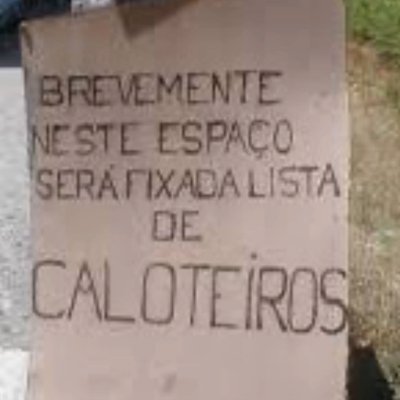 BREVEMENTE
NESTE ESPAÇO
SERÁ FIXADA LISTA
DE
CALOTEIROS